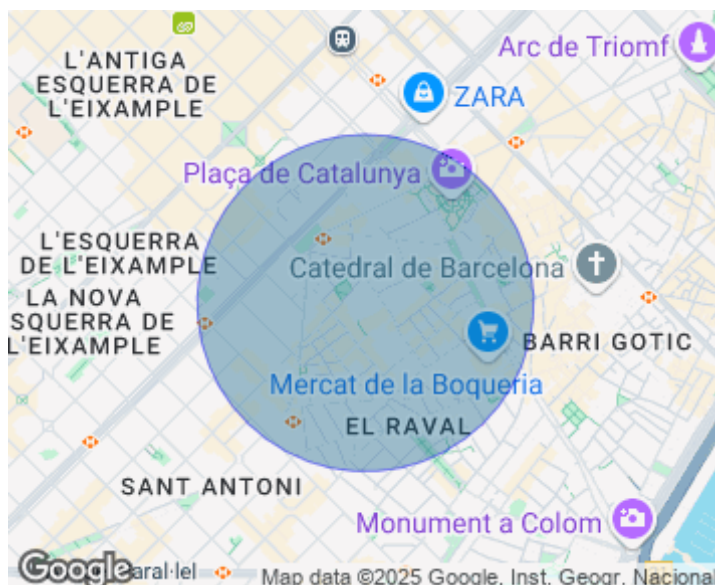 L'ANTIGA
ESQUERRA DE
L'EIXAMPLE
Arc de Triomf
ZARA
Plaça de Catalunya
L'ESQUERRA
DE L'EIXAMPLE
Catedral de Barcelona
LA NOVA
SQUERRA DE
L'EIXAMPLE
BARRI GOTIC
Mercat de la Boqueria
EL RAVAL
SANT ANTONI
Monument a Colom
Google
aral·lel
Map data ©2025 Google, Inst. Geogr. Nacional